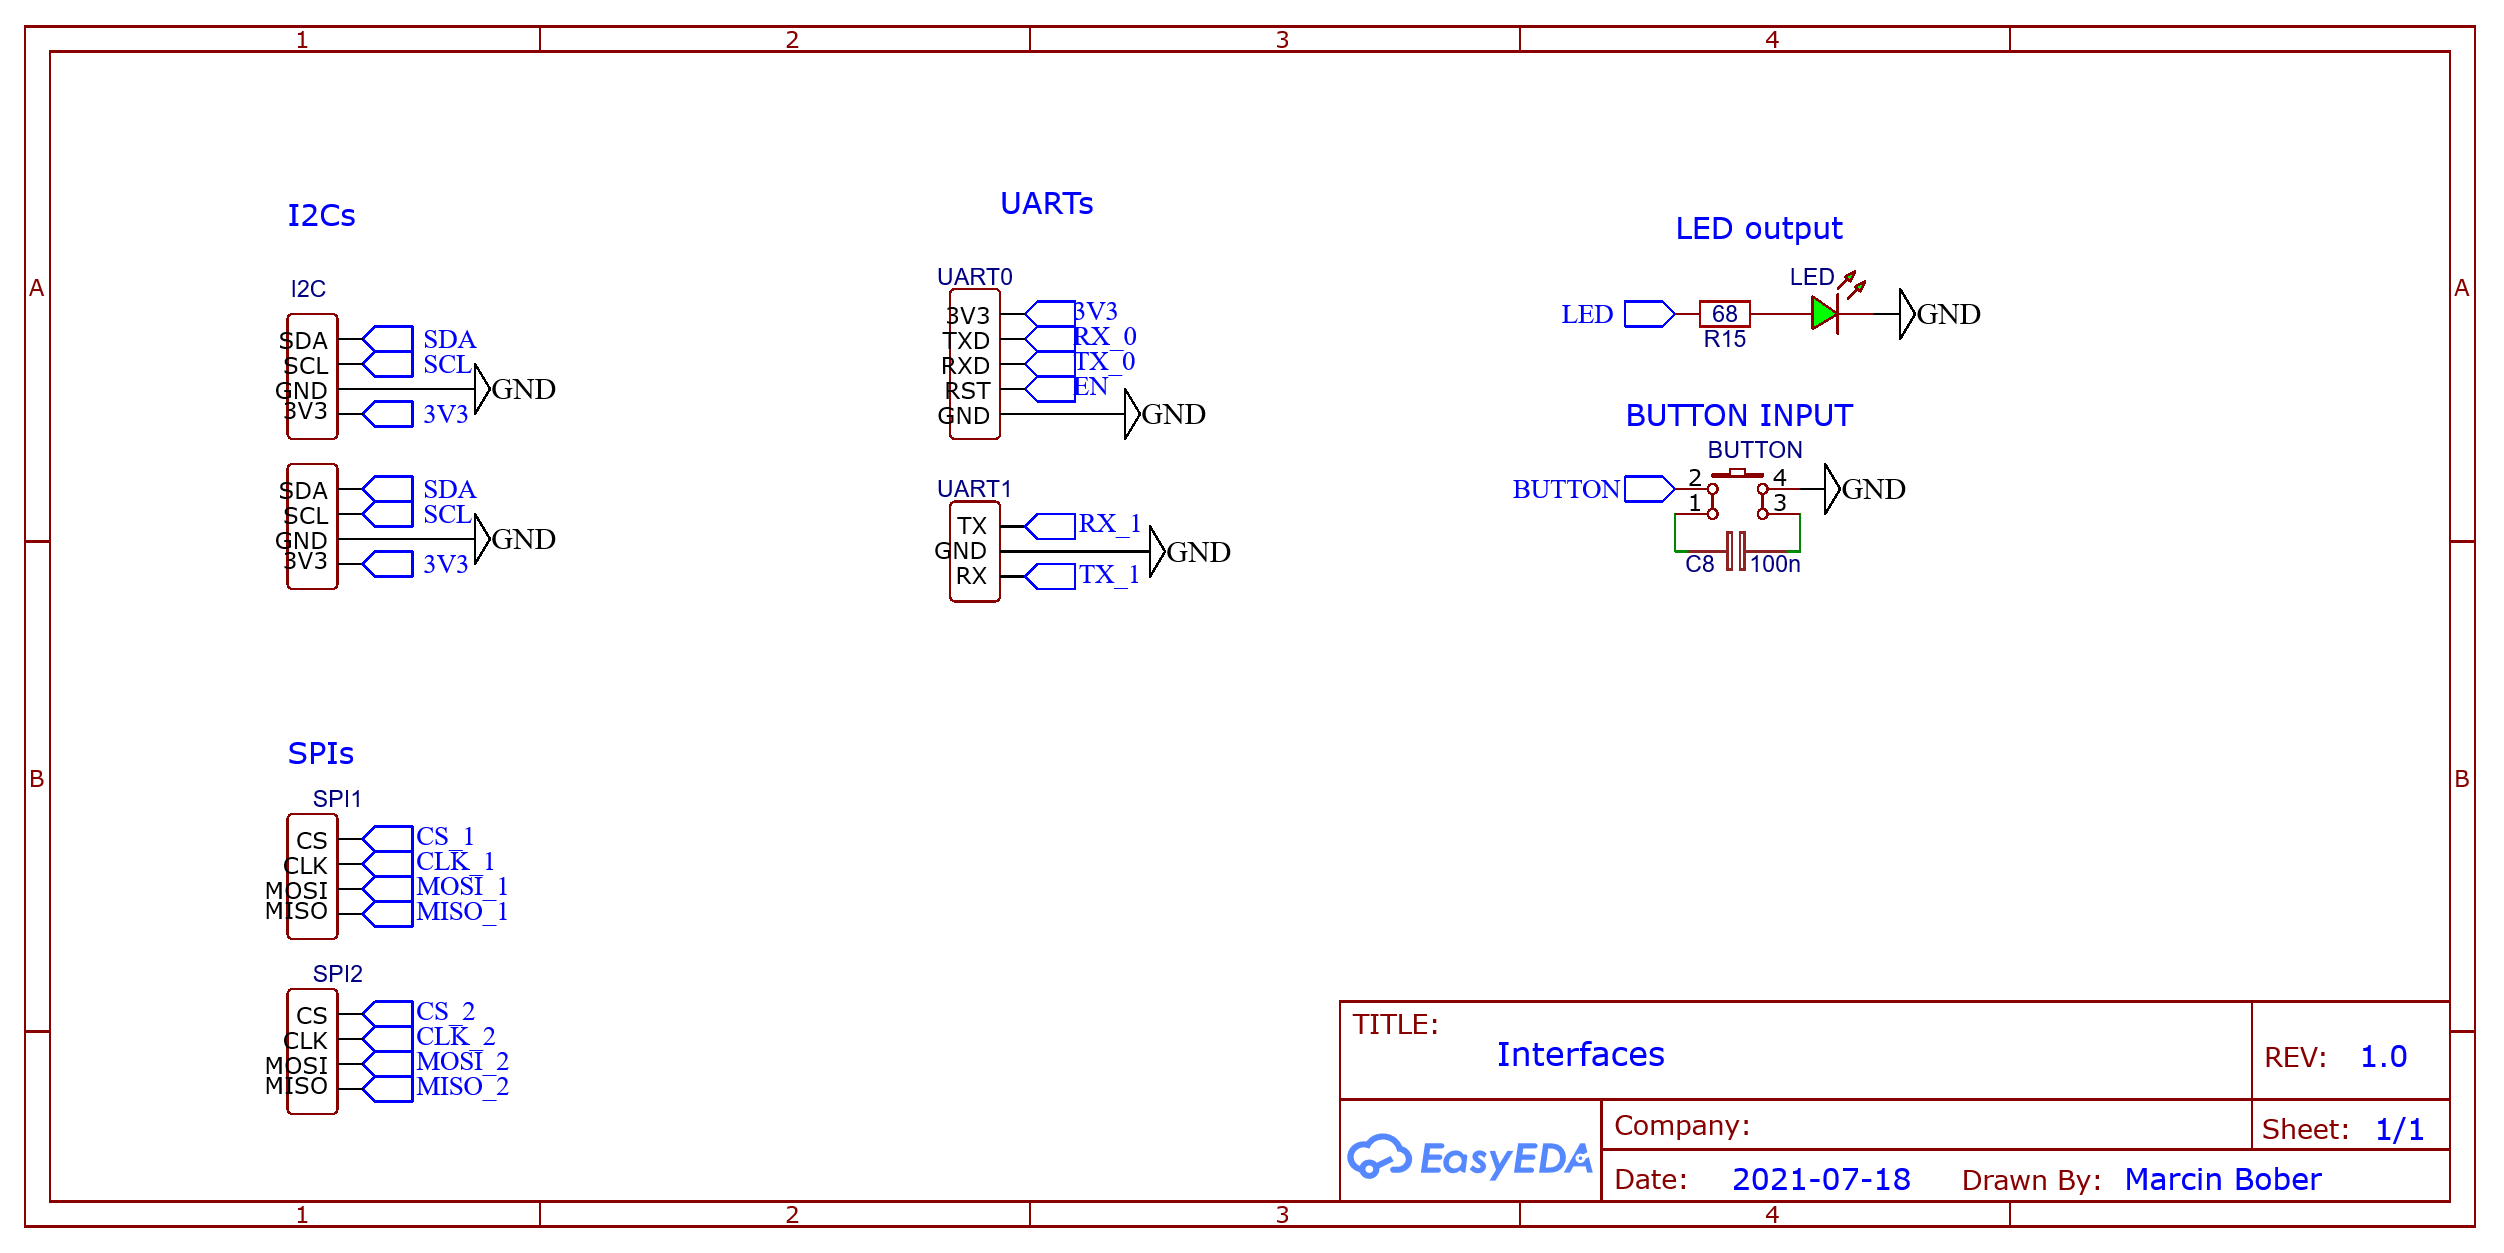 1 2 3 4
A A
B B
I2Cs
I2C
SDA SDA
SCL SCL
GND GND
3V3 3V3
SDA SDA
SCL SCL
GND GND
3V3 3V3
UARTs
UART0
3V3 3V3
TXD RX_0
RXD TX_0
RST EN
GND GND
UART1
TX RX_1
GND GND
RX TX_1
LED output
LED
LED 68 GND
R15
BUTTON INPUT
BUTTON
2 4
BUTTON GND
1 3
C8 100n
SPIs
SPI1
CS CS_1
CLK CLK_1
MOSI MOSI_1
MISO MISO_1
SPI2
CS CS_2
CLK CLK_2
MOSI MOSI_2
MISO MISO_2
TITLE:
Interfaces
REV: 1.0
EasyEDA
Company:
Sheet: 1/1
Date: 2021-07-18 Drawn By: Marcin Bober
1 2 3 4